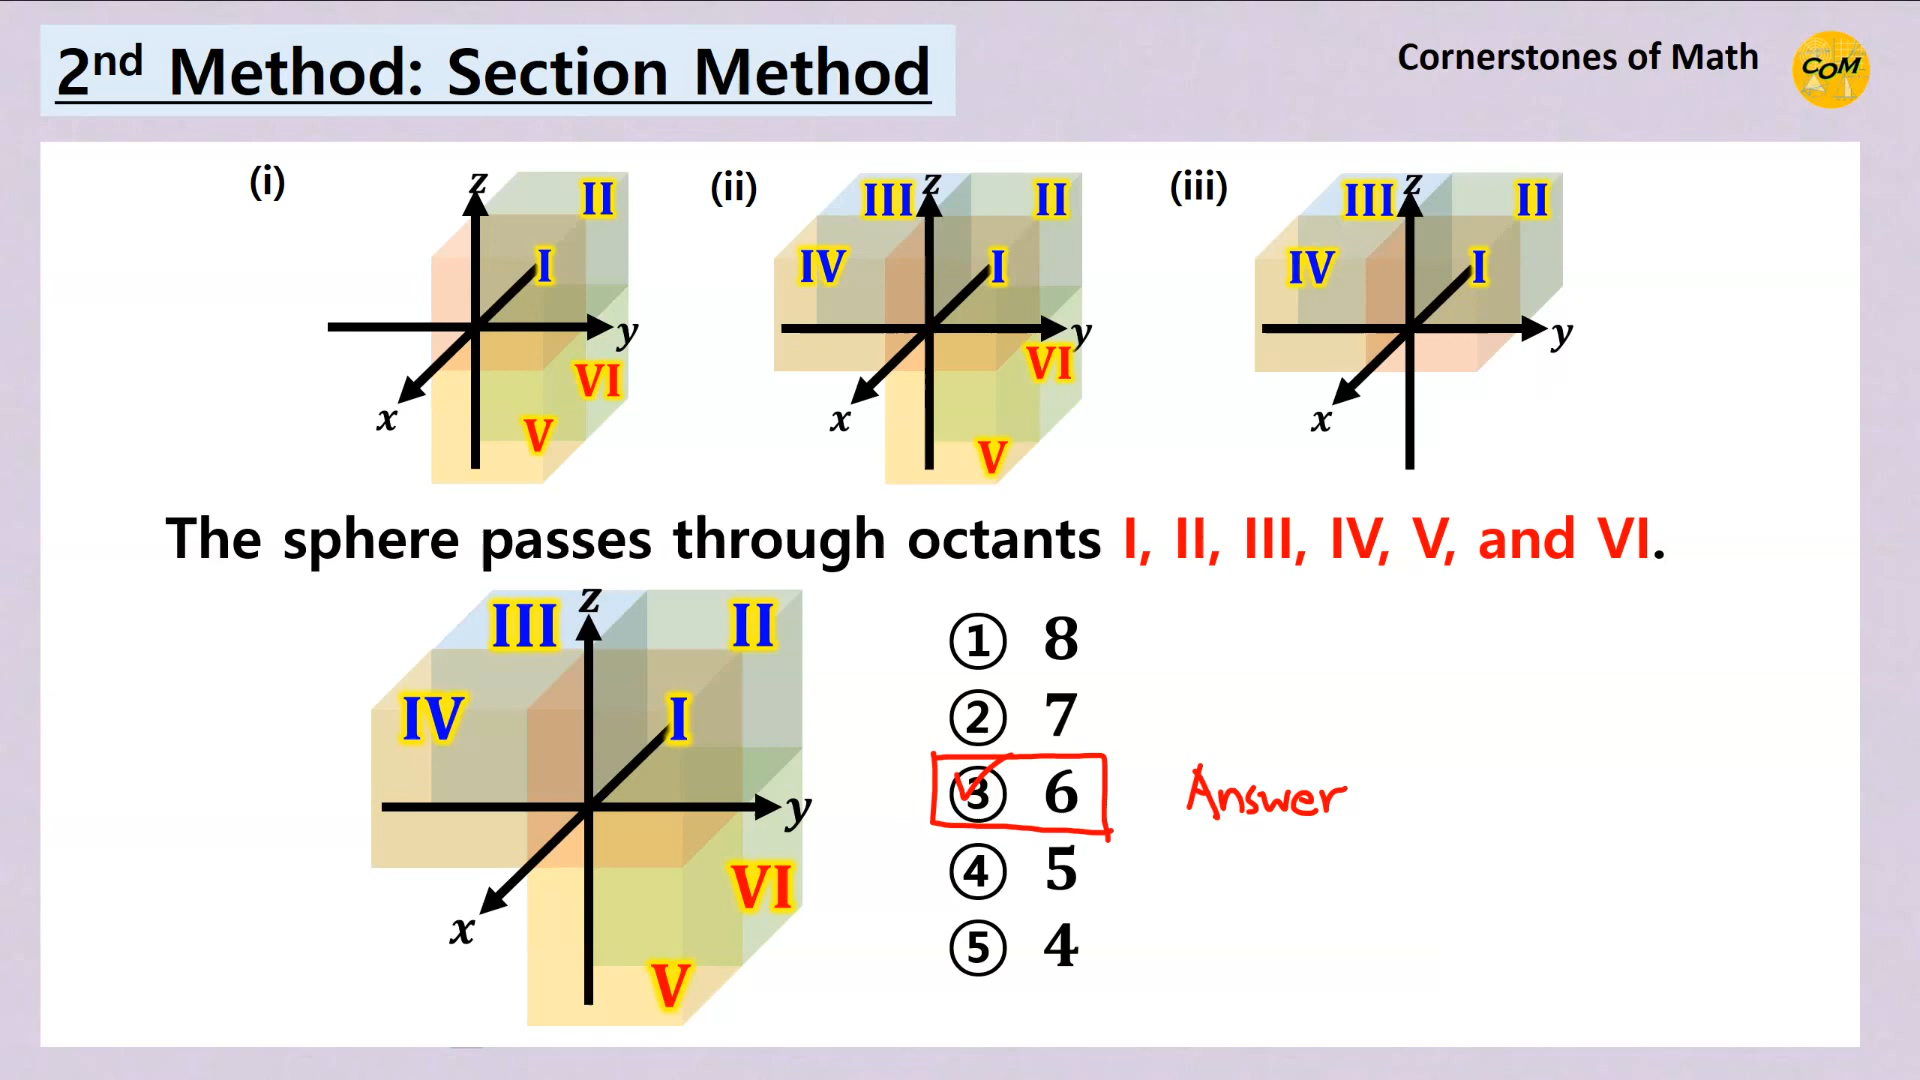 2nd Method: Section Method
Cornerstones of Math
COM
(i)
z
II
I
y
VI
x
V
(ii)
III
z
II
IV
I
y
VI
x
V
(iii)
III
z
II
IV
I
y
x
The sphere passes through octants I, II, III, IV, V, and VI.
III
z
II
IV
I
y
VI
x
V
① 8
② 7
③ 6 Answer
④ 5
⑤ 4